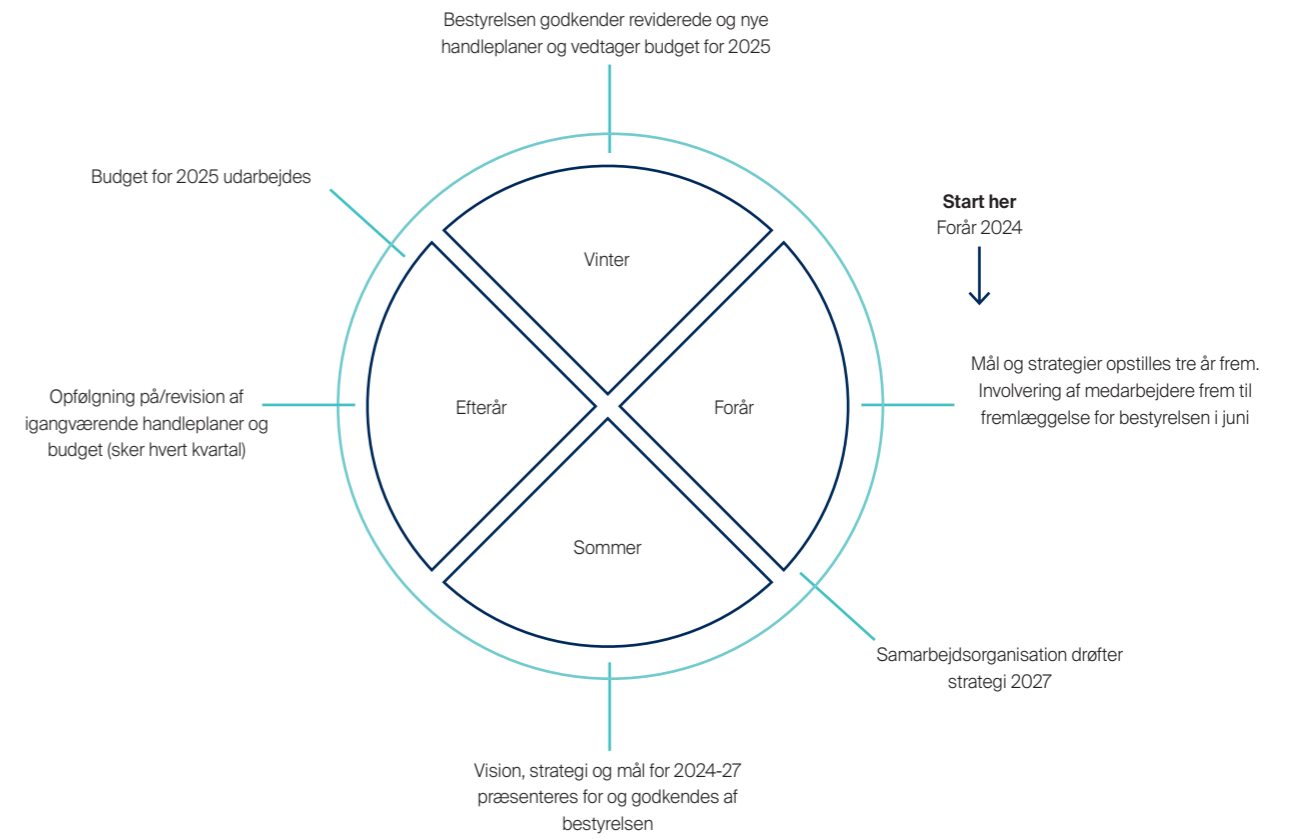 Bestyrelsen godkender reviderede og nye
handleplaner og vedtager budget for 2025
Budget for 2025 udarbejdes
Start her
Forår 2024
Vinter
Mål og strategier opstilles tre år frem.
Involvering af medarbejdere frem til
fremlæggelse for bestyrelsen i juni
Opfølgning på/revision af
igangværende handleplaner og
budget (sker hvert kvartal)
Efterår
Forår
Sommer
Samarbejdsorganisation drøfter
strategi 2027
Vision, strategi og mål for 2024-27
præsenteres for og godkendes af
bestyrelsen